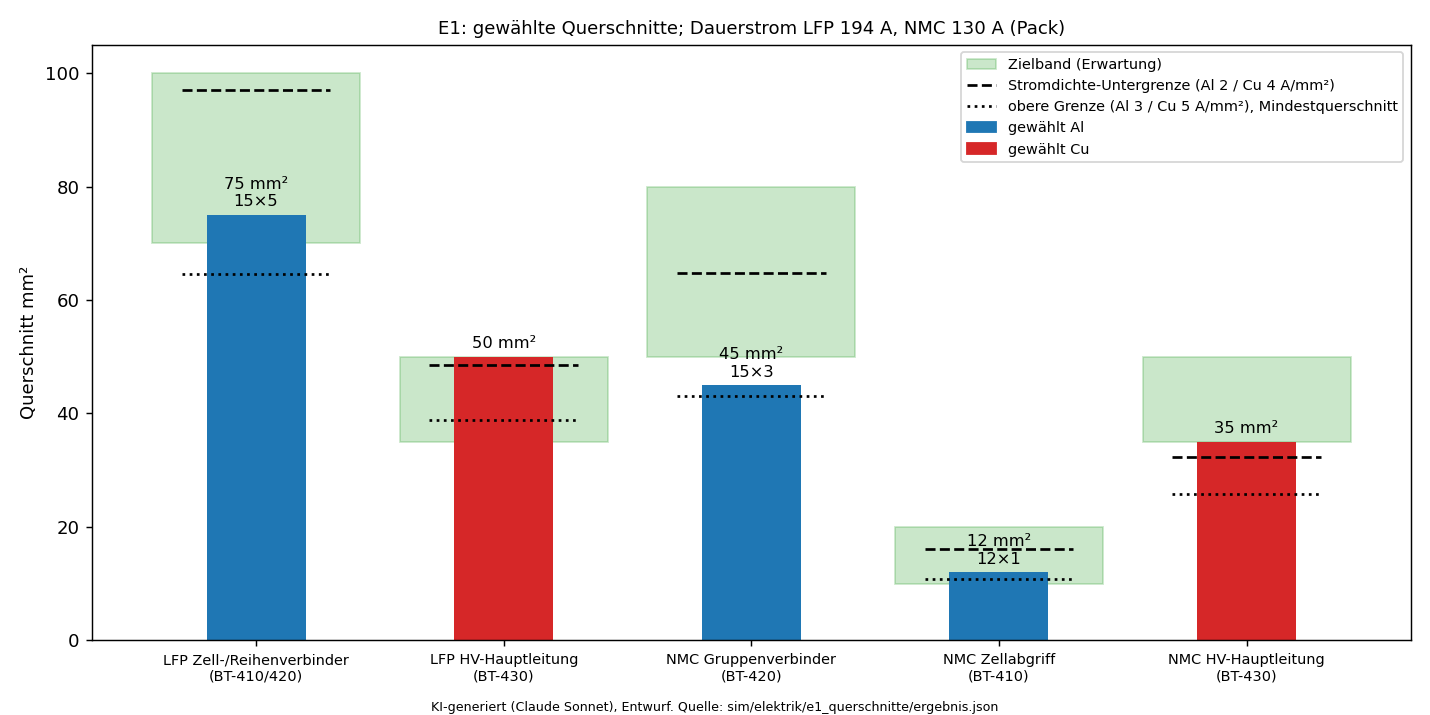 E1: gewählte Querschnitte; Dauerstrom LFP 194 A, NMC 130 A (Pack)
Zielband (Erwartung)
Stromdichte-Untergrenze (Al 2 / Cu 4 A/mm²)
obere Grenze (Al 3 / Cu 5 A/mm²), Mindestquerschnitt
gewählt Al
gewählt Cu
Querschnitt mm²
100
80
60
40
20
0
75 mm²
15×5
50 mm²
45 mm²
15×3
12 mm²
12×1
35 mm²
LFP Zell-/Reihenverbinder
(BT-410/420)
LFP HV-Hauptleitung
(BT-430)
NMC Gruppenverbinder
(BT-420)
NMC Zellabgriff
(BT-410)
NMC HV-Hauptleitung
(BT-430)
KI-generiert (Claude Sonnet), Entwurf. Quelle: sim/elektrik/e1_querschnitte/ergebnis.json